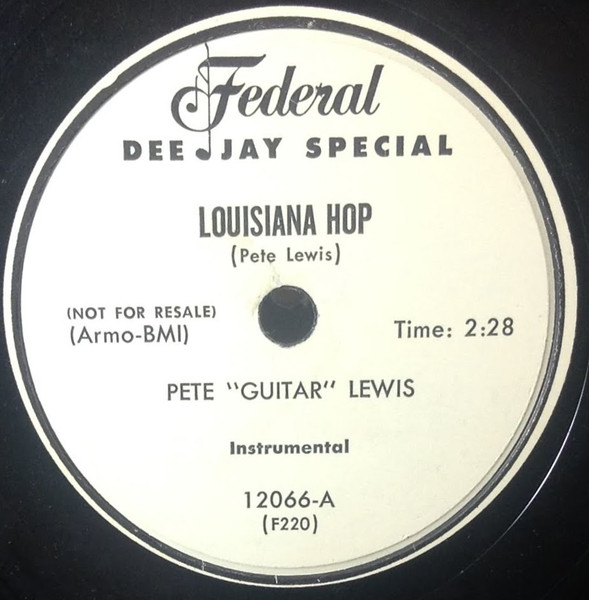 Federal
DEE JAY SPECIAL
LOUISIANA HOP
(Pete Lewis)
(NOT FOR RESALE)
(Armo-BMI)
Time: 2:28
PETE "GUITAR" LEWIS
Instrumental
12066-A
(F220)